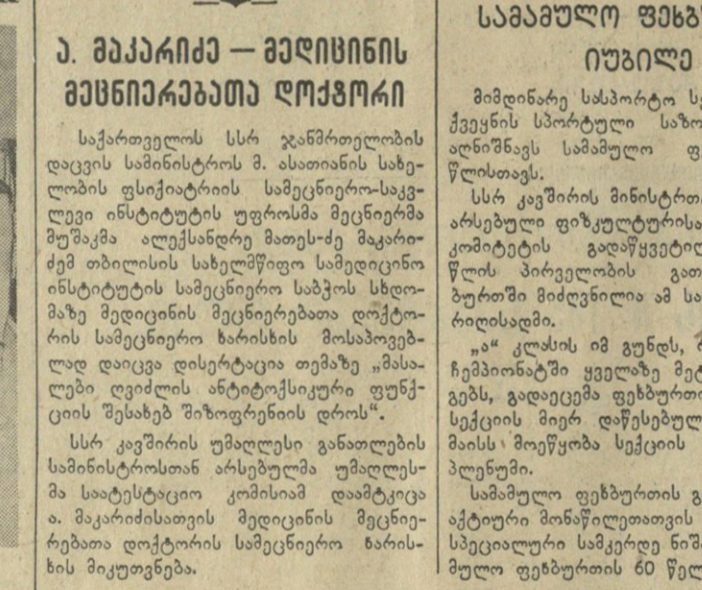 ა. მაკარიძე — მედიცინის
მეცნიერებათა დოქტორი
საქართველოს სსრ ჯანმრთელობის
დაცვის სამინისტროს მ. ასათიანის სახე-
ლობის ფსიქიატრიის სამეცნიერო-საკვ-
ლევი ინსტიტუტის უფროსმა მეცნიერმა
მუშაკმა ალექსანდრე მათეს-ძე მაკარი-
ძემ თბილისის სახელმწიფო სამედიცინო
ინსტიტუტის სამეცნიერო საბჭოს სხდო-
მაზე მედიცინის მეცნიერებათა დოქტო-
რის სამეცნიერო ხარისხის მოსაპოვებ-
ლად დაიცვა დისერტაცია თემაზე „მასა-
ლები ღვიძლის ანტიტოქსიკური ფუნქ-
ციის შესახებ შიზოფრენიის დროს“.
სსრ კავშირის უმაღლესი განათლების
სამინისტროსთან არსებულმა უმაღლეს-
მა საატესტაციო კომისიამ დაამტკიცა
ა. მაკარიძისათვის მედიცინის მეცნიე-
რებათა დოქტორის სამეცნიერო ხარის-
ხის მიკუთვნება.
სამამულო ფეხბ
იუბილე
მიმდინარე სასპორტო სე
ქვეყნის სპორტული საზო
აღნიშნავს სამამულო ფ
წლისთავს.
სსრ კავშირის მინისტრთ
არსებული ფიზკულტურისა
კომიტეტის გადაწყვეტილ
წლის პირველობის გათ
ბურთში მიძღვნილია ამ სა
რიღისადმი.
„ა“ კლასის იმ გუნდს, რ
ჩემპიონატში ყველაზე მეტ
გებს, გადაეცემა ფეხბურთი
სექციის მიერ დაწესებულ
მაისს მოეწყობა სექციის
პლენუმი.
სამამულო ფეხბურთის გ
აქტიური მონაწილეთათვის
სპეციალური სამკერდე ნიშ
მულო ფეხბურთის 60 წელ